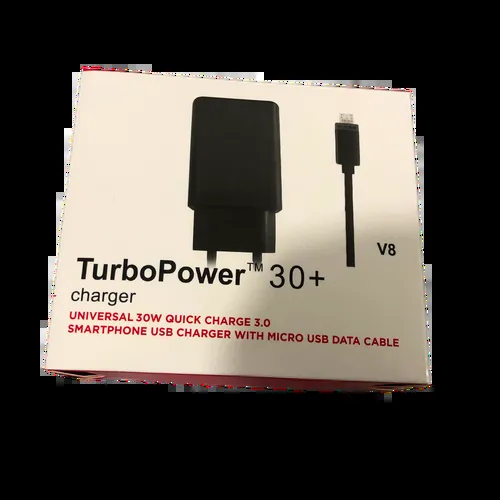 V8
TurboPower™ 30+
charger
UNIVERSAL 30W QUICK CHARGE 3.0
SMARTPHONE USB CHARGER WITH MICRO USB DATA CABLE